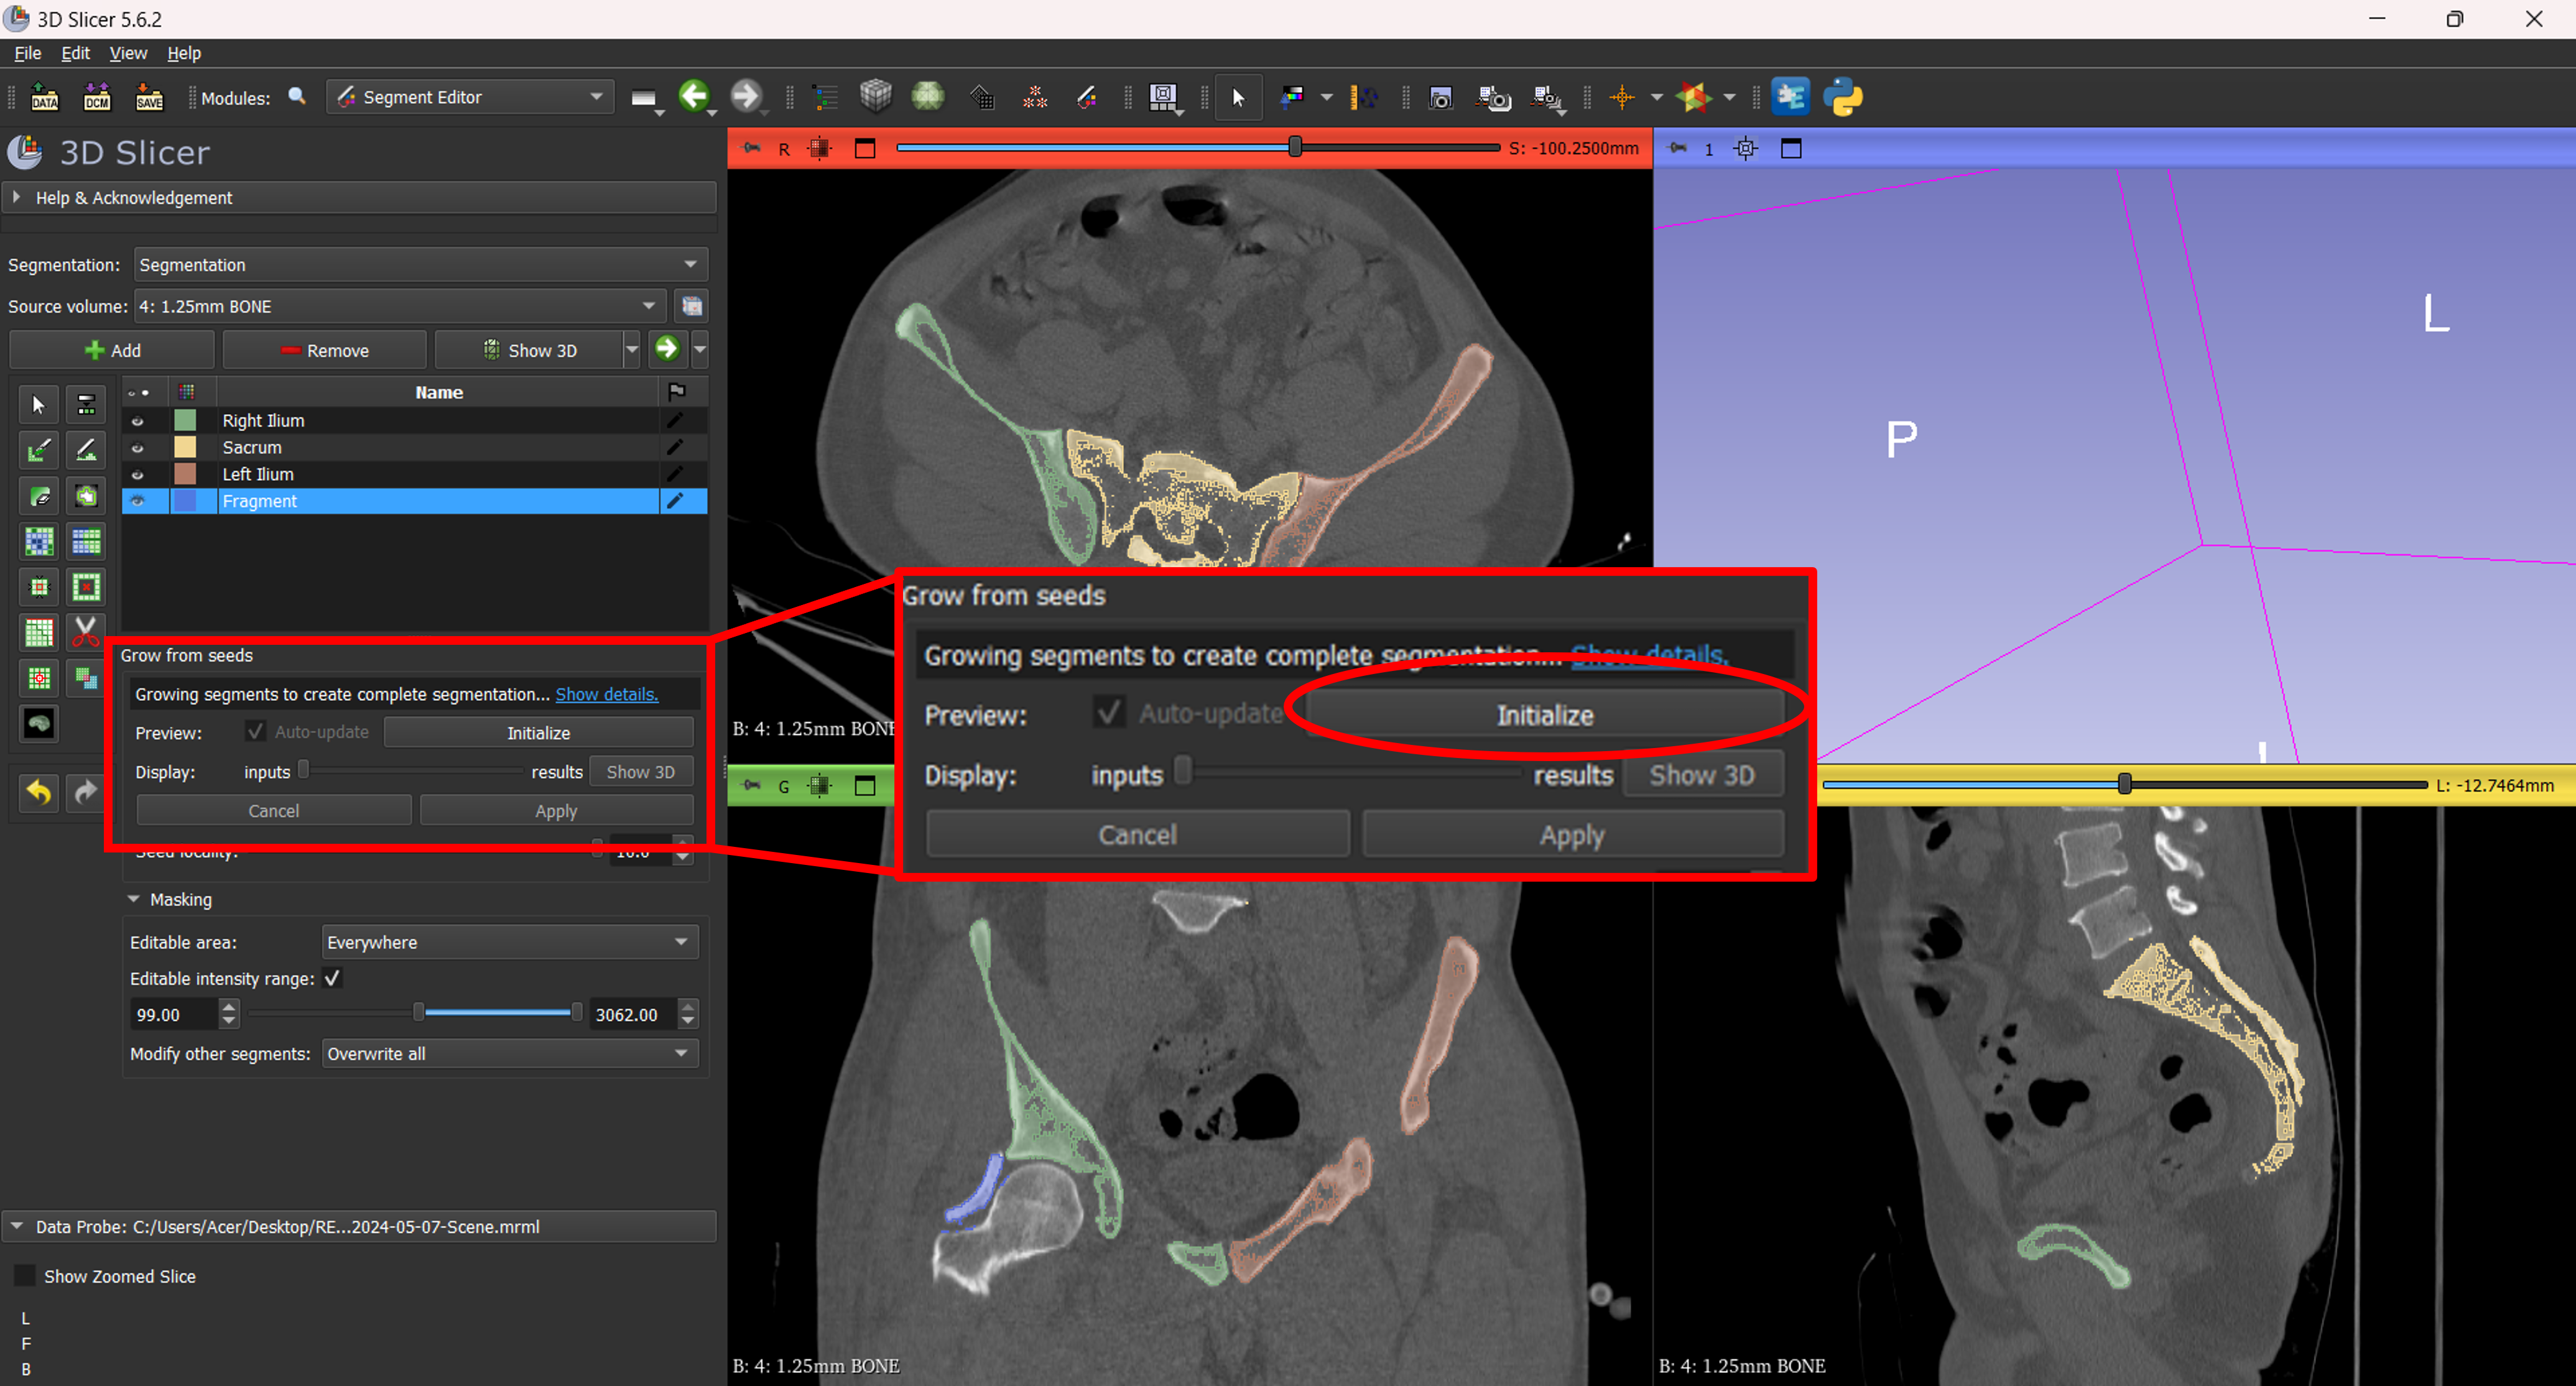 3D Slicer 5.6.2
File Edit View Help
DATA DCM SAVE Modules: Segment Editor
3D Slicer
Help & Acknowledgement
Segmentation: Segmentation
Source volume: 4: 1.25mm BONE
Add Remove Show 3D
Name
Right Ilium
Sacrum
Left Ilium
Fragment
Grow from seeds
Growing segments to create complete segmentation... Show details.
Preview: Auto-update Initialize
Display: inputs results Show 3D
Cancel Apply
Seed locality: 10.0
Masking
Editable area: Everywhere
Editable intensity range:
99.00 3062.00
Modify other segments: Overwrite all
Data Probe: C:/Users/Acer/Desktop/RE...2024-05-07-Scene.mrml
Show Zoomed Slice
L
F
B
R S: -100.2500mm
B: 4: 1.25mm BONE
1
L
P
I
Grow from seeds
Growing segments to create complete segmentation... Show details.
Preview: Auto-update Initialize
Display: inputs results Show 3D
Cancel Apply
G
B: 4: 1.25mm BONE
L: -12.7464mm
B: 4: 1.25mm BONE